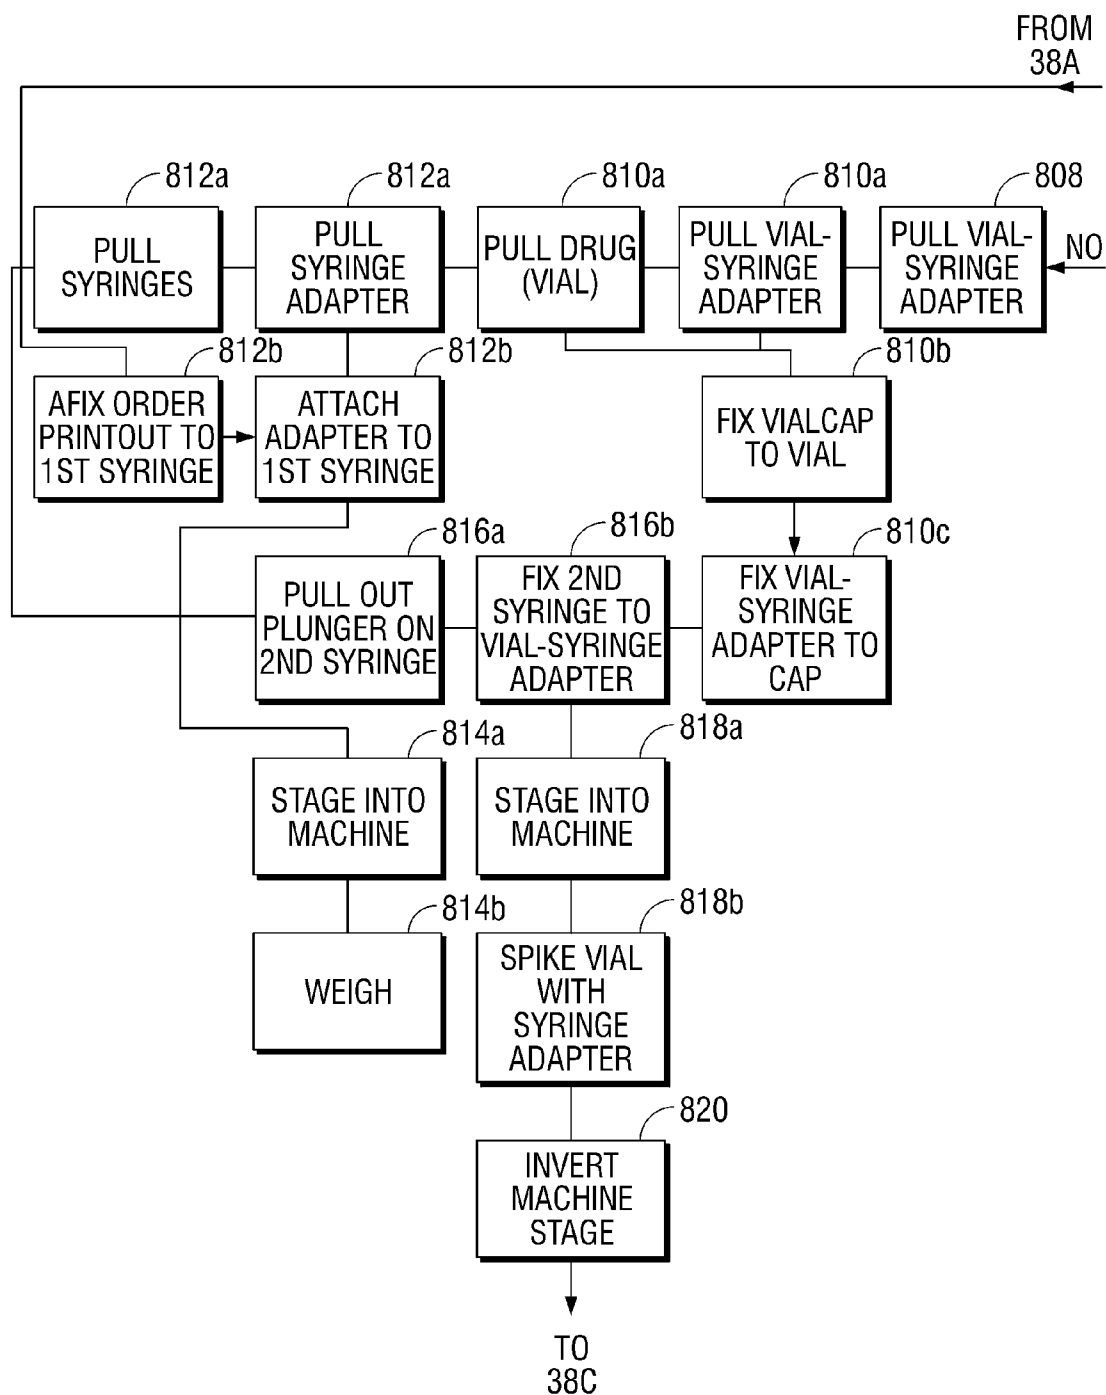 FROM
38A
812a
812a
810a
810a
808
PULL
SYRINGES
PULL
SYRINGE
ADAPTER
PULL DRUG
(VIAL)
PULL VIAL-
SYRINGE
ADAPTER
PULL VIAL-
SYRINGE
ADAPTER
NO
812b
812b
810b
AFIX ORDER
PRINTOUT TO
1ST SYRINGE
ATTACH
ADAPTER TO
1ST SYRINGE
FIX VIALCAP
TO VIAL
816a
816b
810c
PULL OUT
PLUNGER ON
2ND SYRINGE
FIX 2ND
SYRINGE TO
VIAL-SYRINGE
ADAPTER
FIX VIAL-
SYRINGE
ADAPTER TO
CAP
814a
818a
STAGE INTO
MACHINE
STAGE INTO
MACHINE
814b
818b
WEIGH
SPIKE VIAL
WITH
SYRINGE
ADAPTER
820
INVERT
MACHINE
STAGE
TO
38C